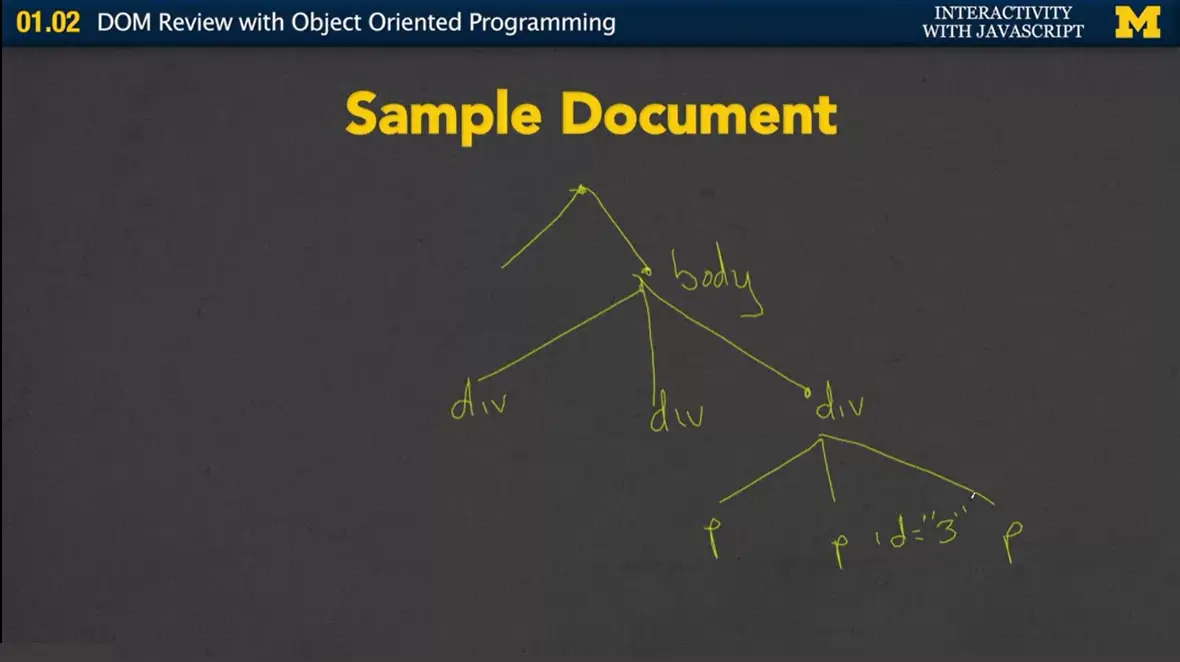 01.02 DOM Review with Object Oriented Programming
INTERACTIVITY
WITH JAVASCRIPT
M
Sample Document
body
div div div
p p id="3" p